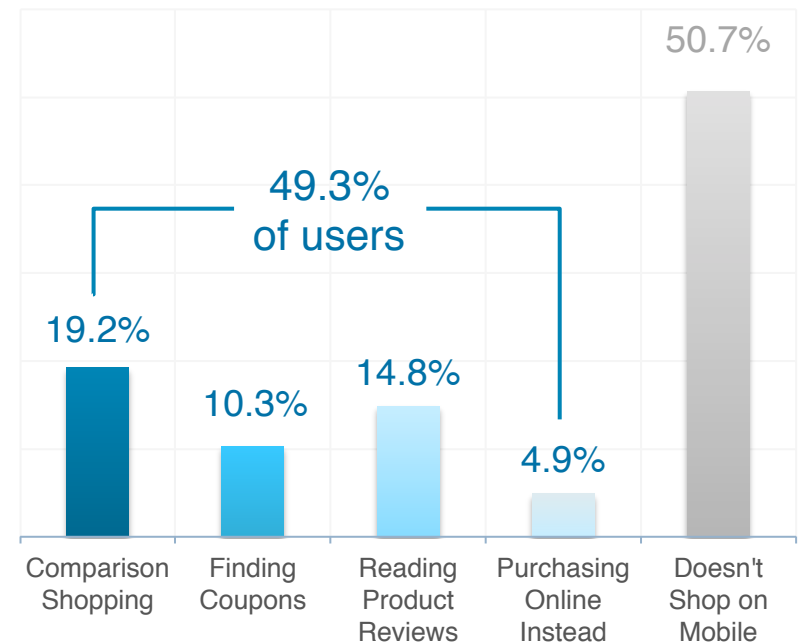 50.7%
49.3%
of users
19.2%
10.3%
14.8%
4.9%
Comparison
Shopping
Finding
Coupons
Reading
Product
Reviews
Purchasing
Online
Instead
Doesn't
Shop on
Mobile